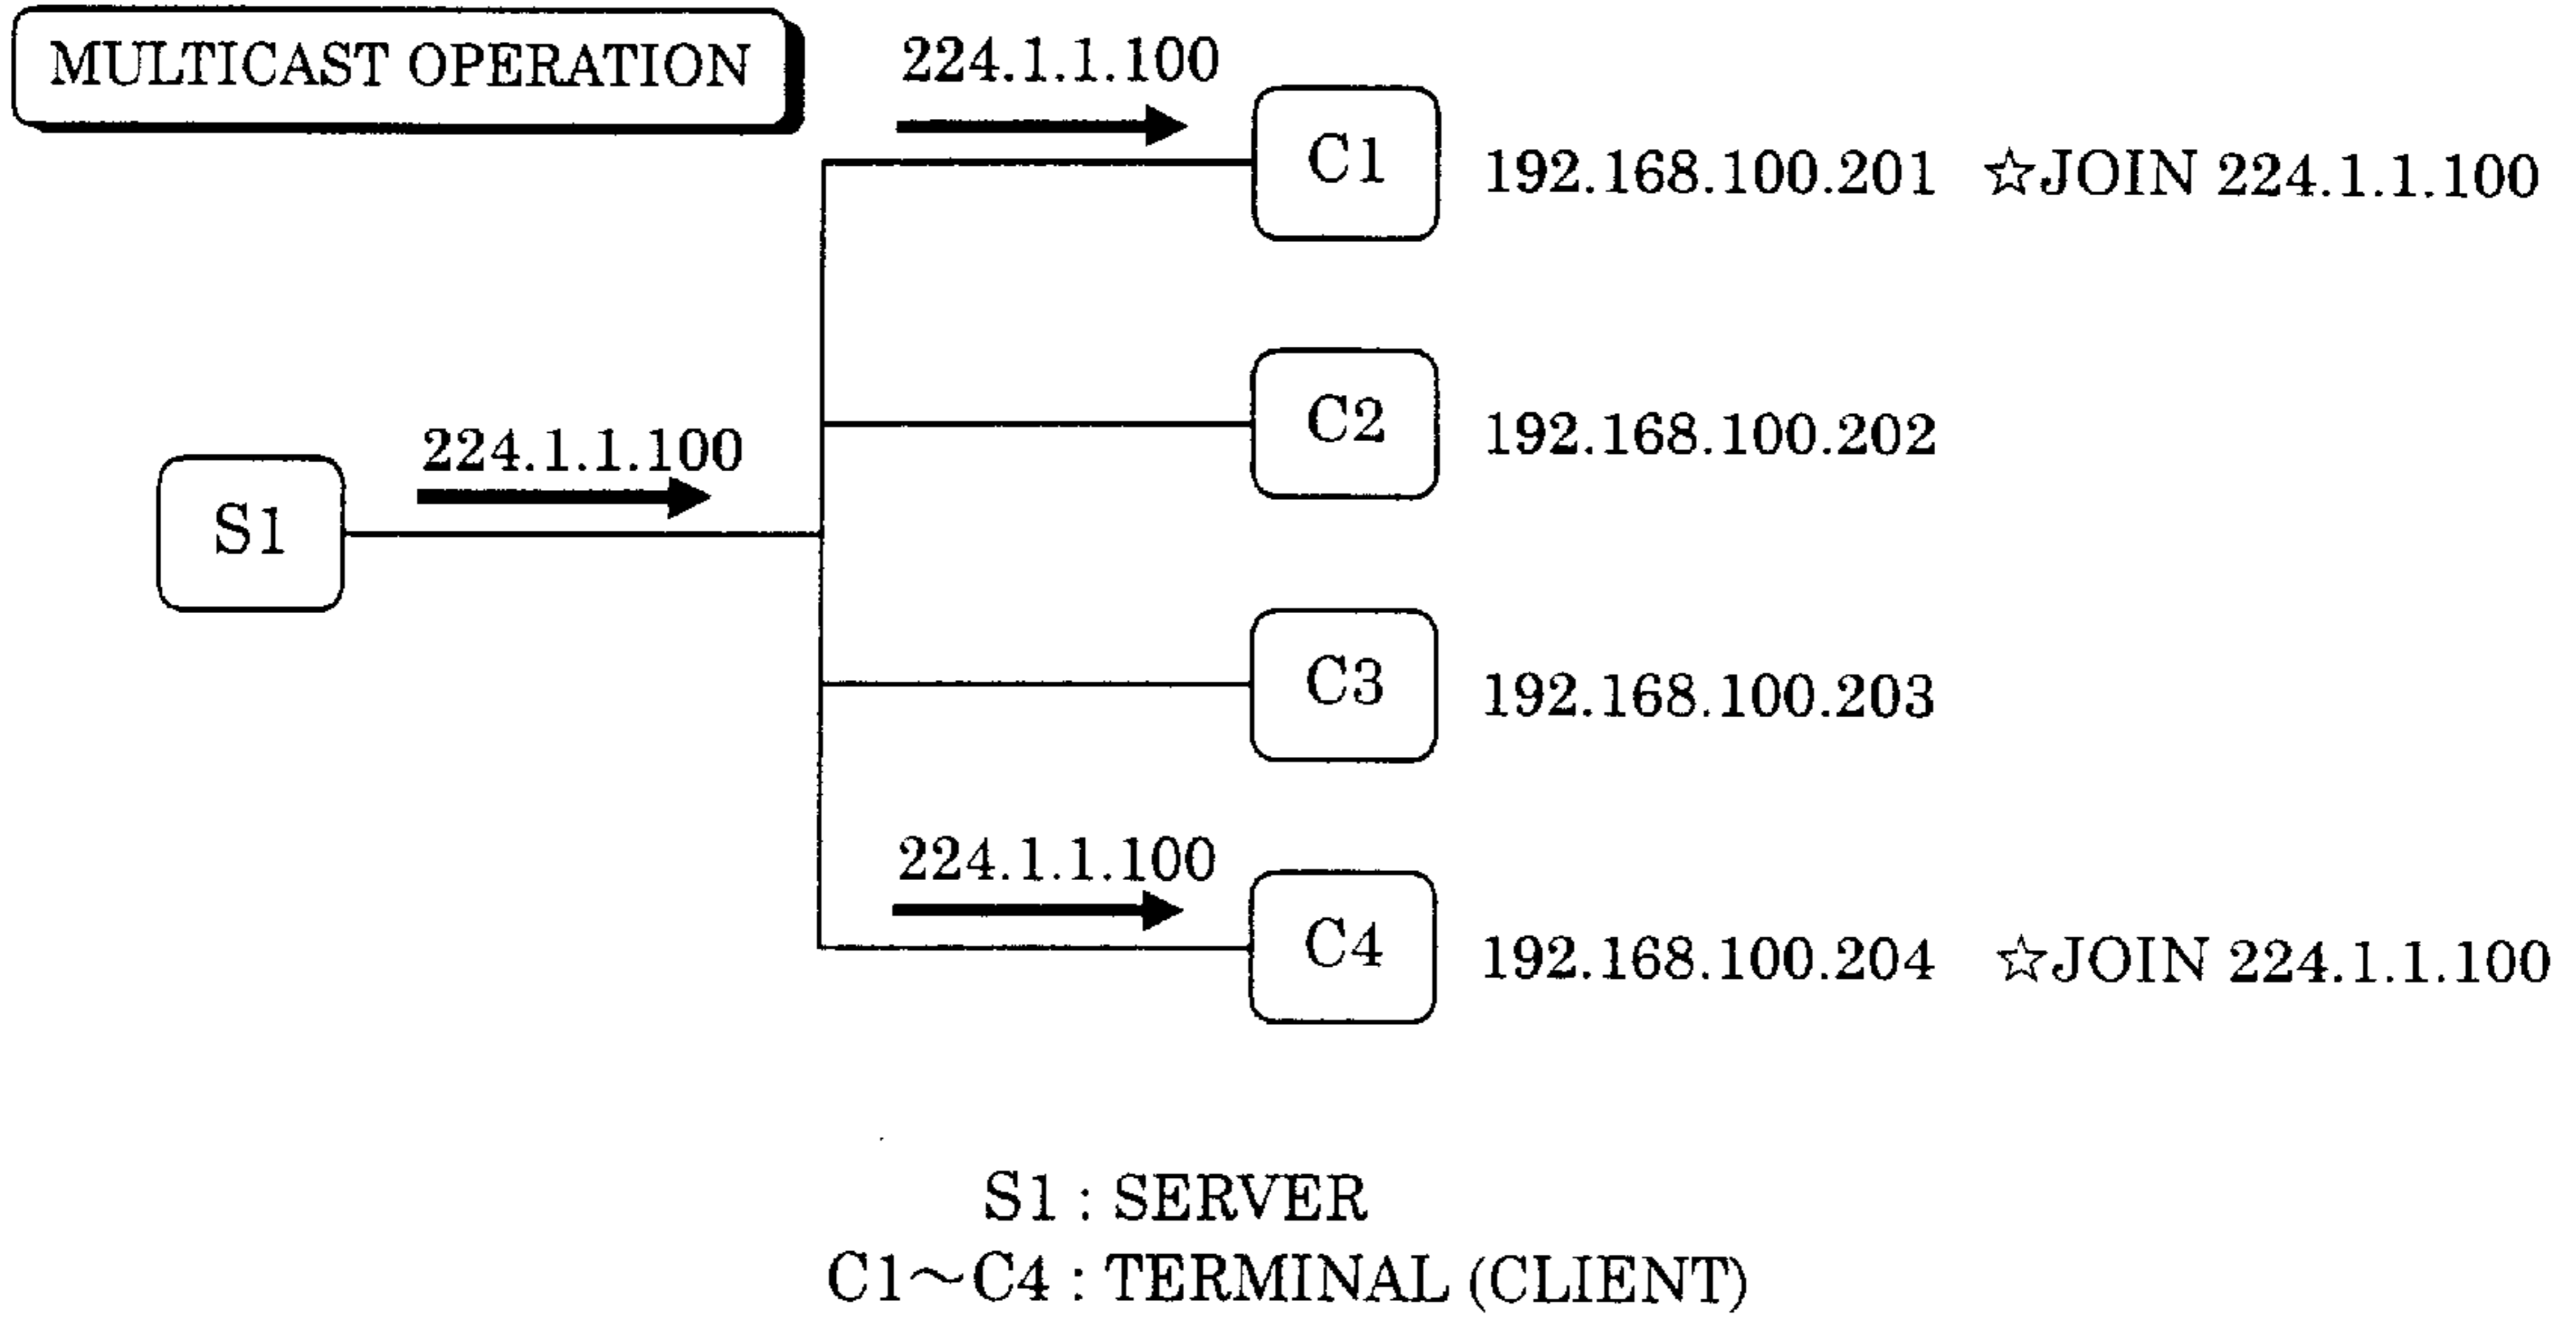 MULTICAST OPERATION
224.1.1.100
C1
192.168.100.201 ☆JOIN 224.1.1.100
C2
192.168.100.202
224.1.1.100
S1
C3
192.168.100.203
224.1.1.100
C4
192.168.100.204 ☆JOIN 224.1.1.100
S1 : SERVER
C1～C4 : TERMINAL (CLIENT)